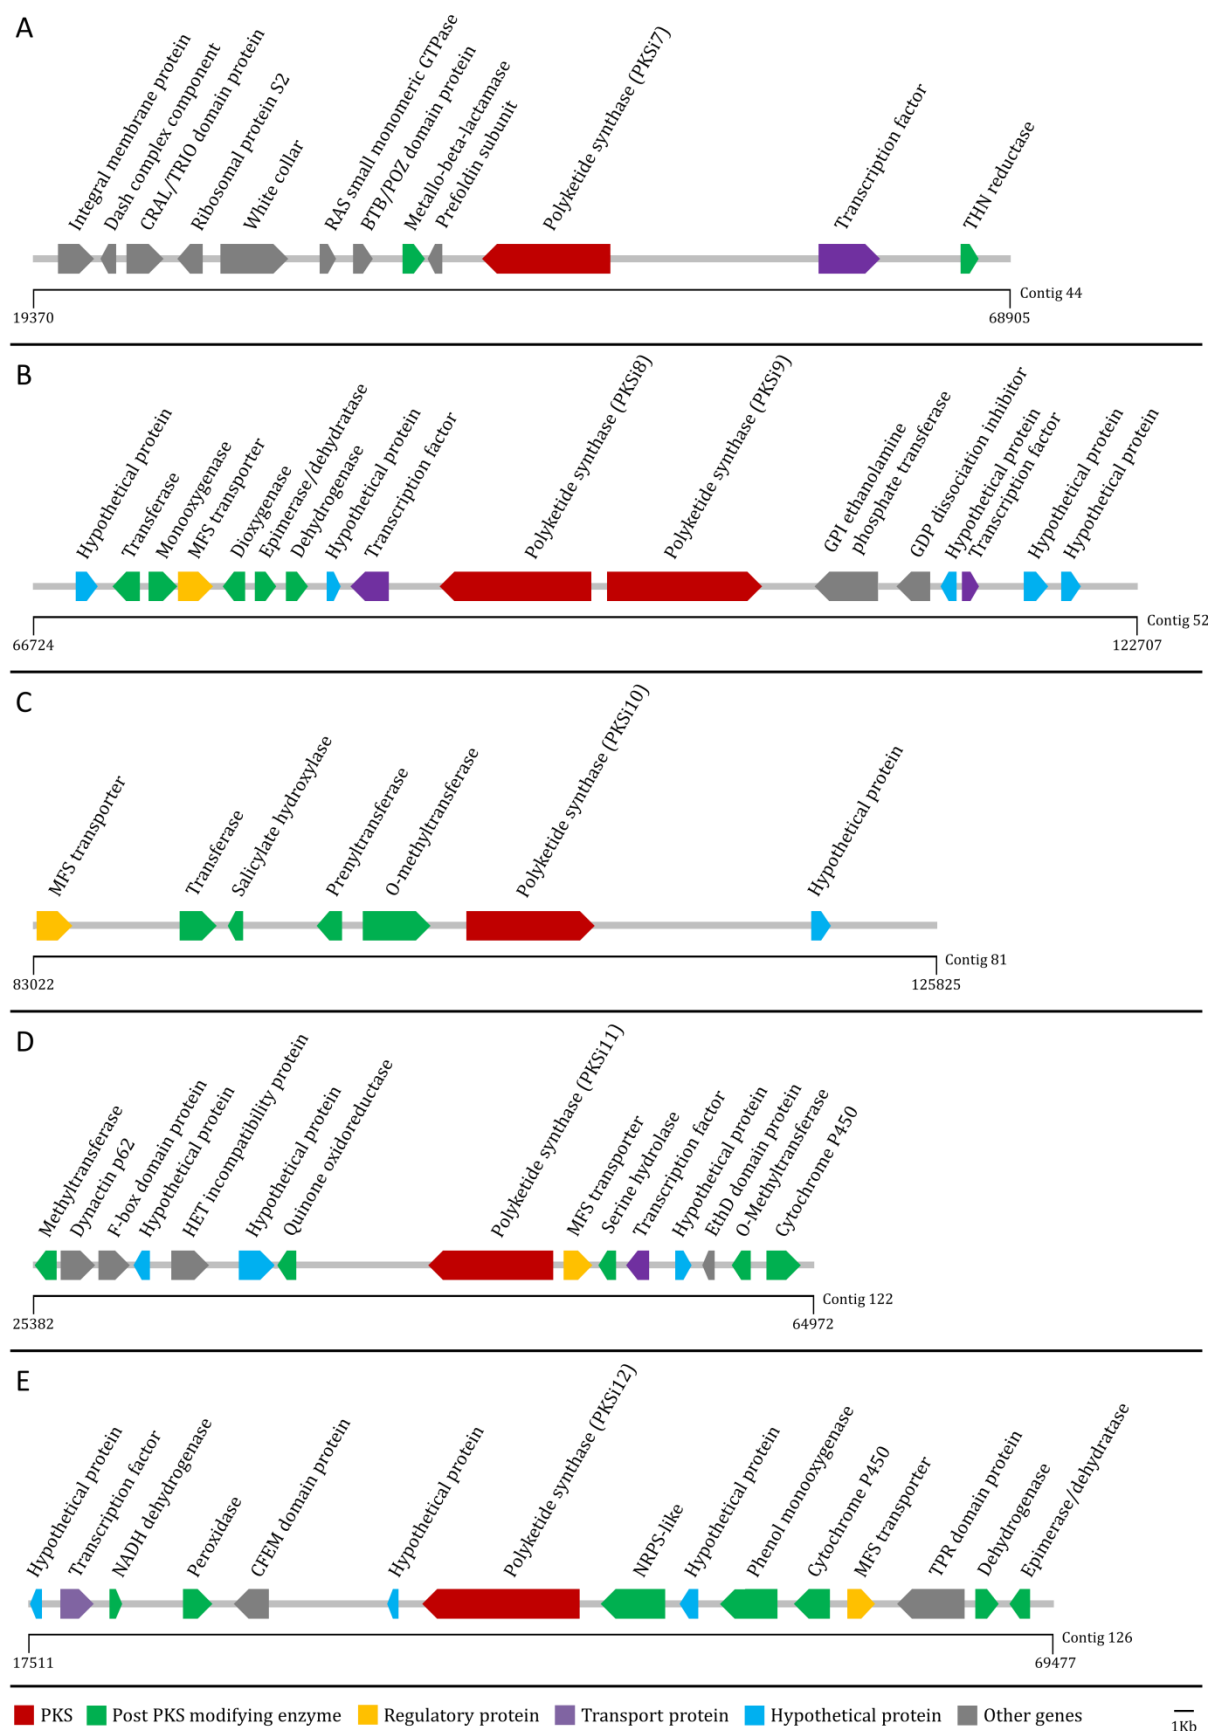 A
Integral membrane protein
Dash complex component
CRAL/TRIO domain protein
Ribosomal protein S2
White collar
RAS small monomeric GTPase
BTB/POZ domain protein
Metallo-beta-lactamase
Prefoldin subunit
Polyketide synthase (PKSi7)
Transcription factor
THN reductase
Contig 44
19370
68905
B
Hypothetical protein
Transferase
Monooxygenase
MFS transporter
Dioxygenase
Epimerase/dehydratase
Dehydrogenase
Hypothetical protein
Transcription factor
Polyketide synthase (PKSi8)
Polyketide synthase (PKSi9)
GPI ethanolamine
phosphate transferase
GDP dissociation inhibitor
Hypothetical protein
Transcription factor
Hypothetical protein
Hypothetical protein
Contig 52
66724
122707
C
MFS transporter
Transferase
Salicylate hydroxylase
Prenyltransferase
O-methyltransferase
Polyketide synthase (PKSi10)
Hypothetical protein
Contig 81
83022
125825
D
Methyltransferase
Dynactin p62
F-box domain protein
Hypothetical protein
HET incompatibility protein
Hypothetical protein
Quinone oxidoreductase
Polyketide synthase (PKSi11)
MFS transporter
Serine hydrolase
Transcription factor
Hypothetical protein
EthD domain protein
O-Methyltransferase
Cytochrome P450
Contig 122
25382
64972
E
Hypothetical protein
Transcription factor
NADH dehydrogenase
Peroxidase
CFEM domain protein
Hypothetical protein
Polyketide synthase (PKSi12)
NRPS-like
Hypothetical protein
Phenol monooxygenase
Cytochrome P450
MFS transporter
TPR domain protein
Dehydrogenase
Epimerase/dehydratase
Contig 126
17511
69477
PKS
Post PKS modifying enzyme
Regulatory protein
Transport protein
Hypothetical protein
Other genes
1Kb